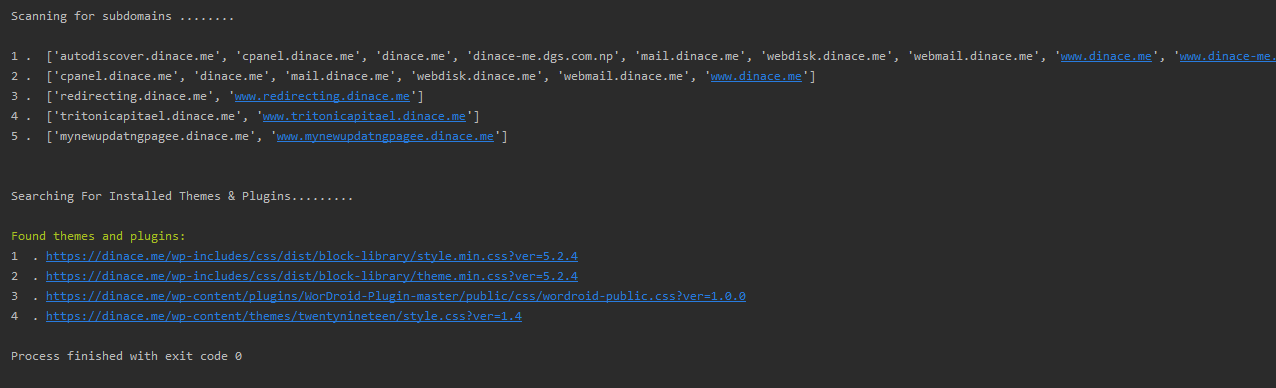 Scanning for subdomains ........
1 .  ['autodiscover.dinace.me', 'cpanel.dinace.me', 'dinace.me', 'dinace-me.dgs.com.np', 'mail.dinace.me', 'webdisk.dinace.me', 'webmail.dinace.me', 'www.dinace.me', 'www.dinace-me.
2 .  ['cpanel.dinace.me', 'dinace.me', 'mail.dinace.me', 'webdisk.dinace.me', 'webmail.dinace.me', 'www.dinace.me']
3 .  ['redirecting.dinace.me', 'www.redirecting.dinace.me']
4 .  ['tritonicapitael.dinace.me', 'www.tritonicapitael.dinace.me']
5 .  ['mynewupdatngpagee.dinace.me', 'www.mynewupdatngpagee.dinace.me']
Searching For Installed Themes & Plugins.........
Found themes and plugins:
1  . https://dinace.me/wp-includes/css/dist/block-library/style.min.css?ver=5.2.4
2  . https://dinace.me/wp-includes/css/dist/block-library/theme.min.css?ver=5.2.4
3  . https://dinace.me/wp-content/plugins/WorDroid-Plugin-master/public/css/wordroid-public.css?ver=1.0.0
4  . https://dinace.me/wp-content/themes/twentynineteen/style.css?ver=1.4
Process finished with exit code 0